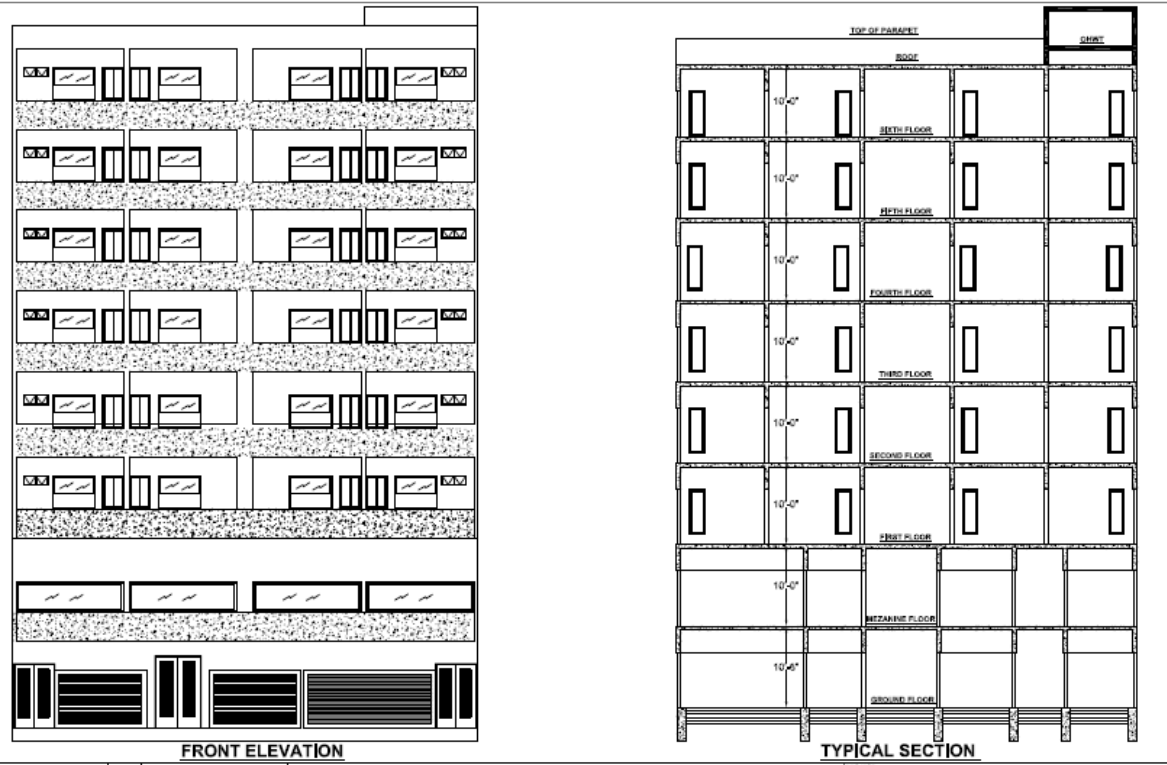 TOP OF PARAPET
OHWT
ROOF
10'-0"
SIXTH FLOOR
10'-0"
FIFTH FLOOR
10'-0"
FOURTH FLOOR
10'-0"
THIRD FLOOR
10'-0"
SECOND FLOOR
10'-0"
FIRST FLOOR
10'-0"
MEZANINE FLOOR
10'-6"
GROUND FLOOR
FRONT ELEVATION
TYPICAL SECTION